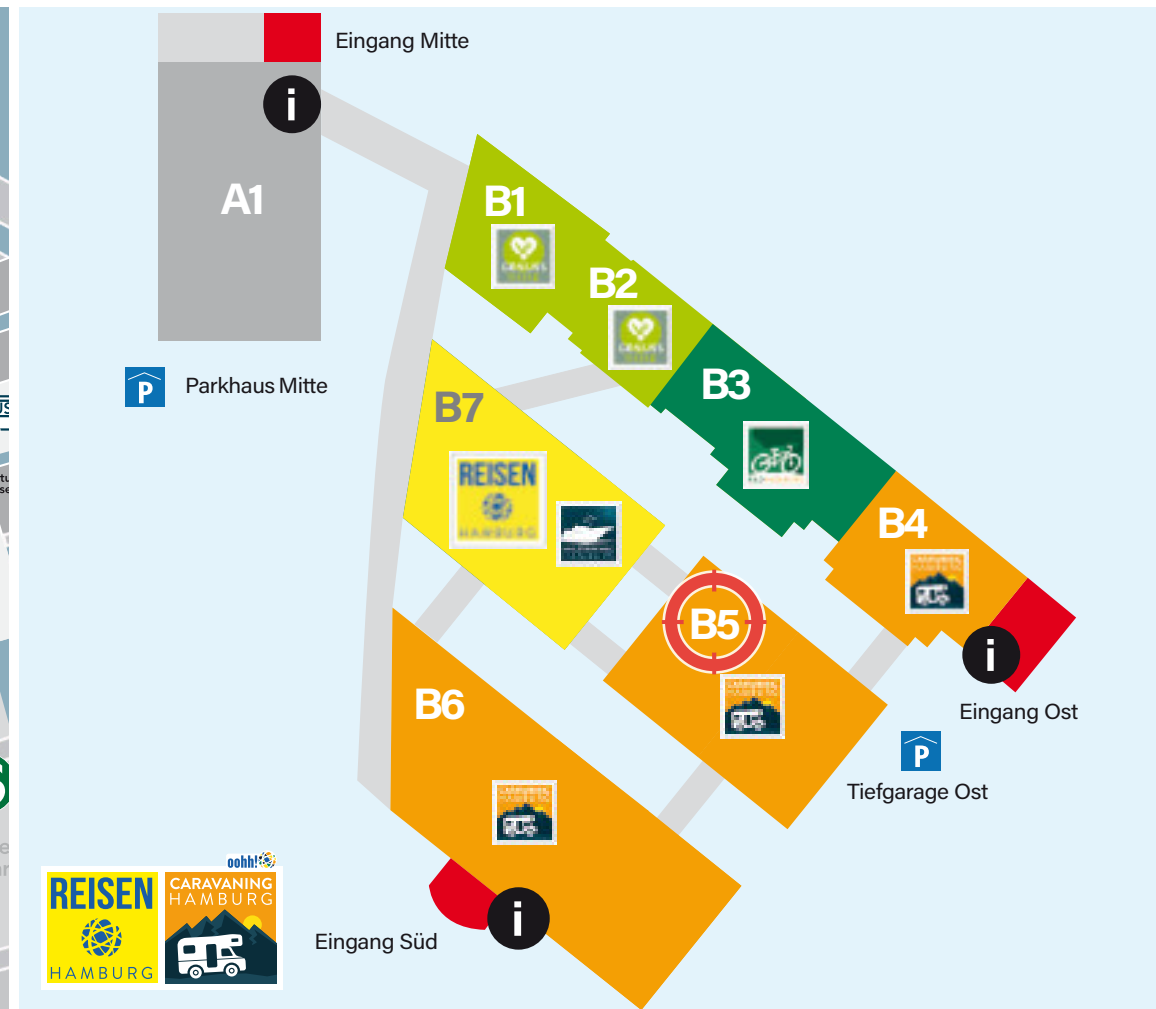 Eingang Mitte
i
A1
B1
B2
P
Parkhaus Mitte
B3
B7
REISEN
HAMBURG
B4
B5
i
Eingang Ost
B6
P
Tiefgarage Ost
oohh!
REISEN
HAMBURG
CARAVANING
HAMBURG
Eingang Süd
i